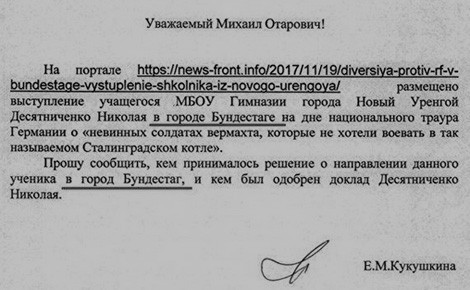 Уважаемый Михаил Отарович!
На портале https://news-front.info/2017/11/19/diversiya-protiv-rf-v-
bundestage-vystuplenie-shkolnika-iz-novogo-urengoya/ размещено
выступление учащегося МБОУ Гимназии города Новый Уренгой
Десятниченко Николая в городе Бундестаге на дне национального траура
Германии о «невинных солдатах вермахта, которые не хотели воевать в так
называемом Сталинградском котле».
Прошу сообщить, кем принималось решение о направлении данного
ученика в город Бундестаг, и кем был одобрен доклад Десятниченко
Николая.
Е.М.Кукушкина